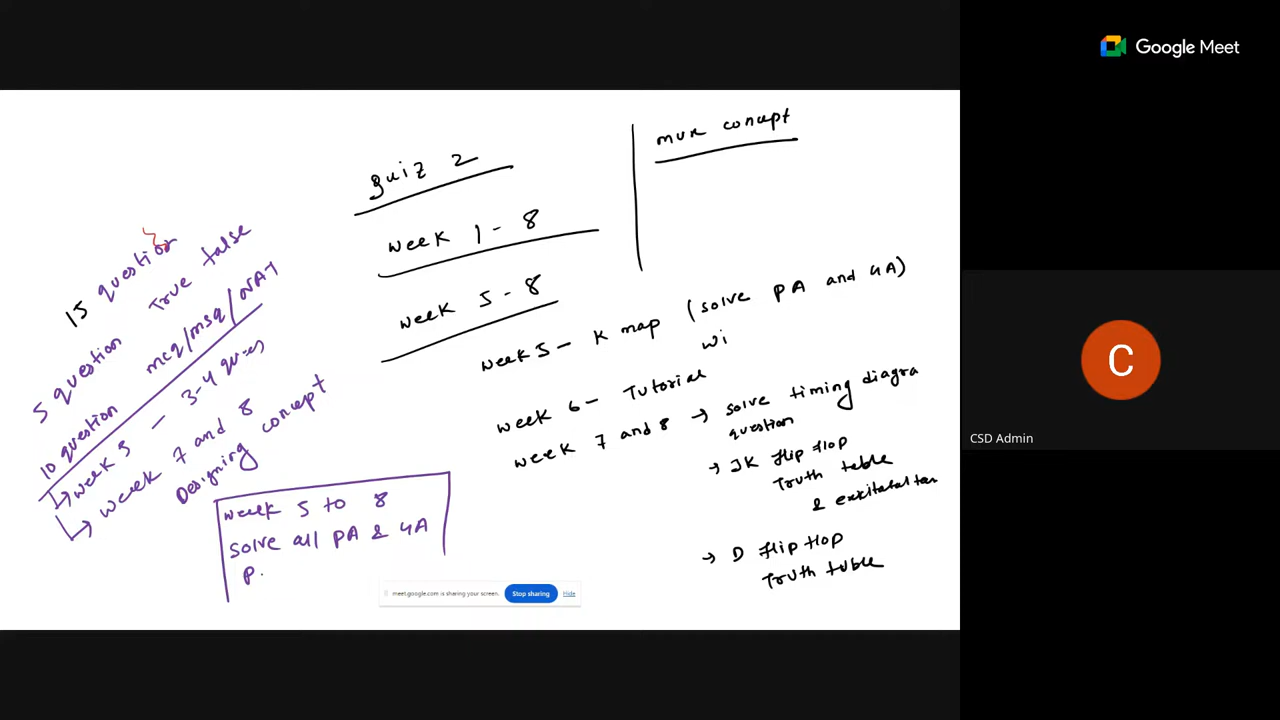 Google Meet
mux concept
quiz 2
week 1 - 8
week 5 - 8
week 5 - K map (solve PA and GA)
wi
week 6 - Tutorial
week 7 and 8 → solve timing diagra
question
→ JK flip flop
Truth table
&
→ D flip flop
Truth table
15 question
5 question True false
10 question mcq/msq/NAT
↳ week 5 - 3-4 ques
↳ week 7 and 8
Designing concept
week 5 to 8
solve all PA & GA
P.
meet.google.com is sharing your screen.
Stop sharing
Hide
C
CSD Admin